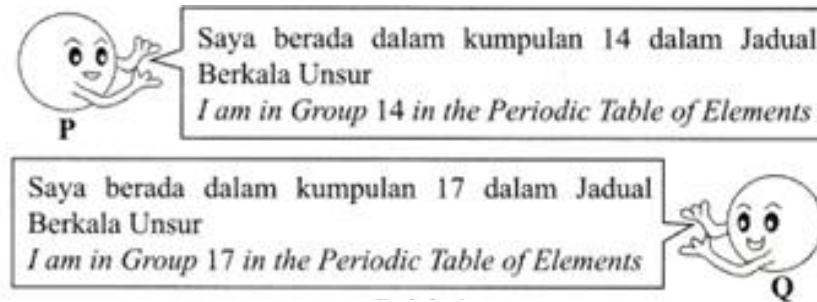 Saya berada dalam kumpulan 14 dalam Jadual
Berkala Unsur
I am in Group 14 in the Periodic Table of Elements
P
Saya berada dalam kumpulan 17 dalam Jadual
Berkala Unsur
I am in Group 17 in the Periodic Table of Elements
Q